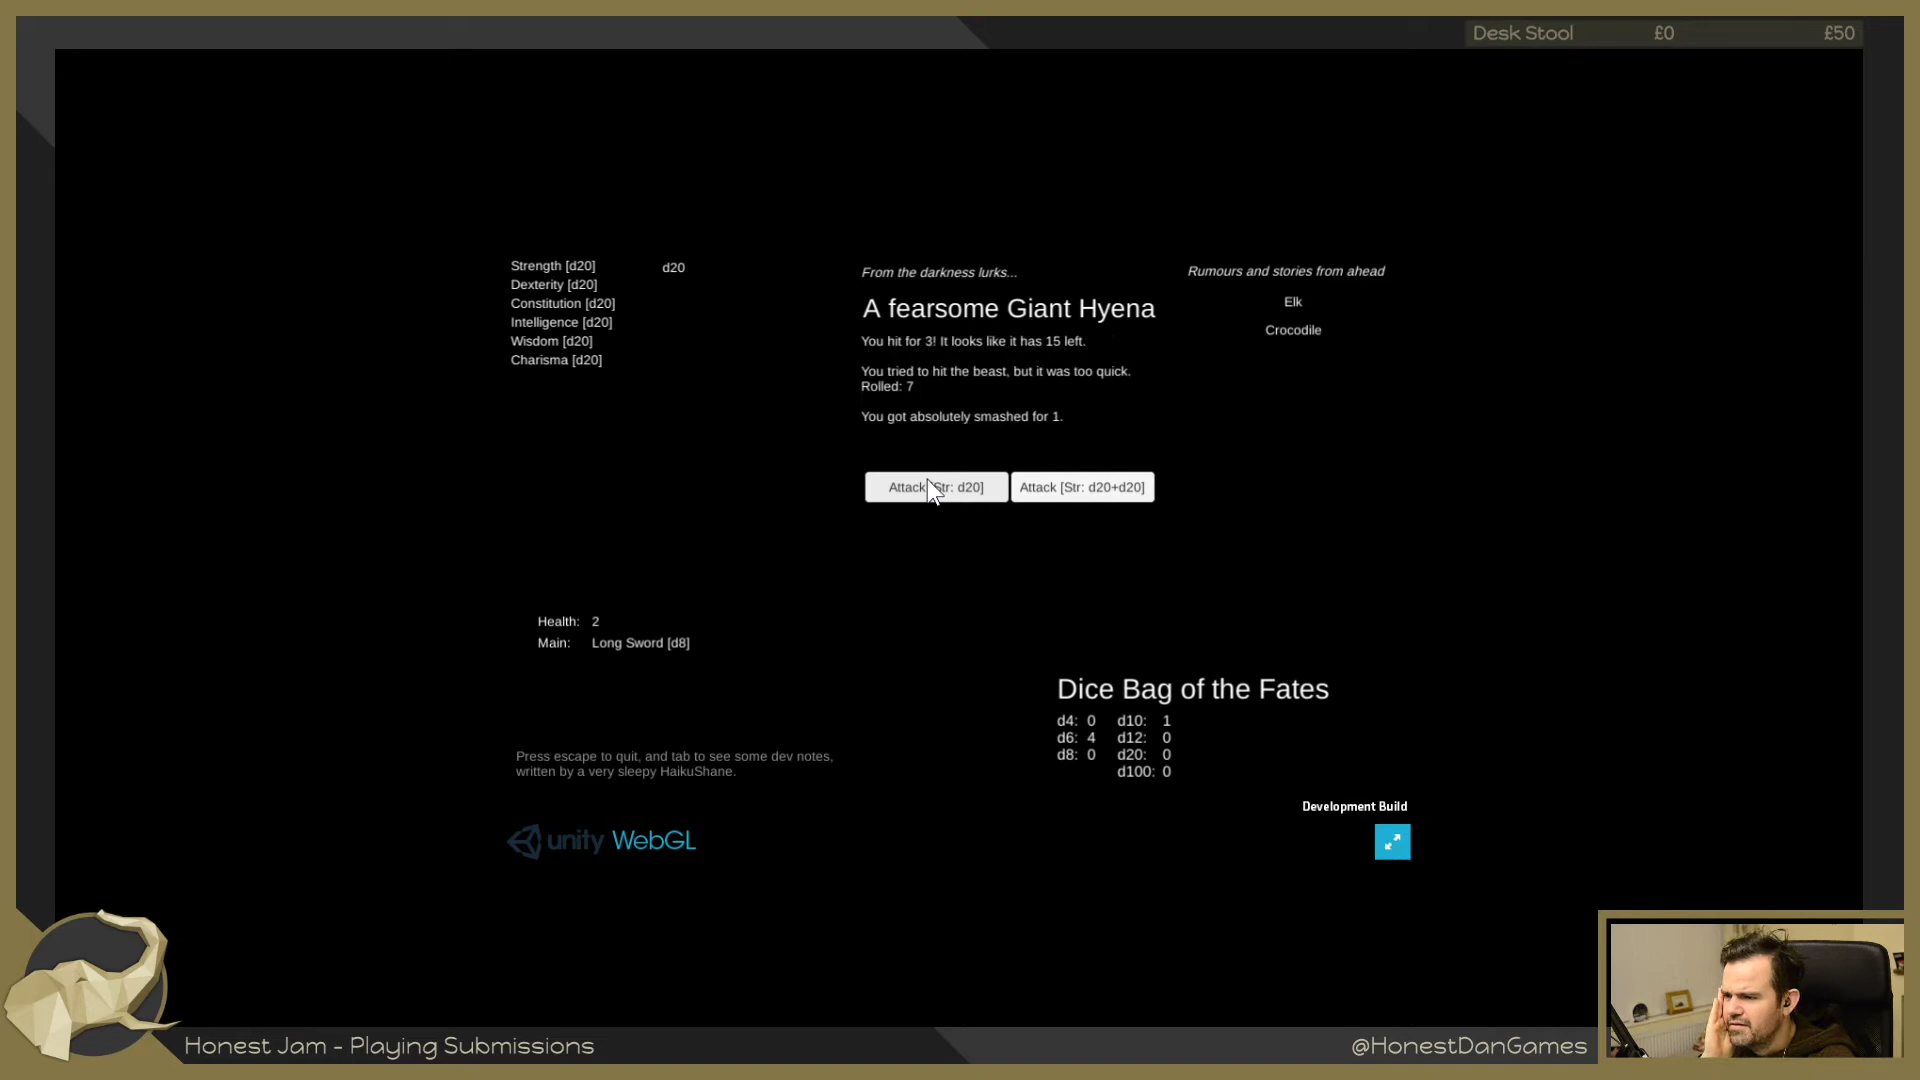 Desk Stool £0 £50
Strength [d20] d20
Dexterity [d20]
Constitution [d20]
Intelligence [d20]
Wisdom [d20]
Charisma [d20]
From the darkness lurks...
A fearsome Giant Hyena
You hit for 3! It looks like it has 15 left.
You tried to hit the beast, but it was too quick.
Rolled: 7
You got absolutely smashed for 1.
Attack [Str: d20]
Attack [Str: d20+d20]
Rumours and stories from ahead
Elk
Crocodile
Health: 2
Main: Long Sword [d8]
Dice Bag of the Fates
d4: 0 d10: 1
d6: 4 d12: 0
d8: 0 d20: 0
d100: 0
Press escape to quit, and tab to see some dev notes,
written by a very sleepy HaikuShane.
Development Build
unity WebGL
Honest Jam - Playing Submissions
@HonestDanGames